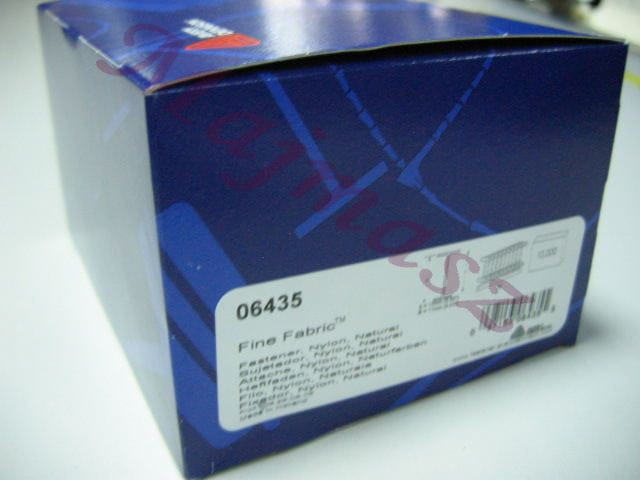 KrajmasZ
06435
Fine Fabric™
Fastener, Nylon, Natural
Sujetador, Nylon, Natural
Attache, Nylon, Naturel
Heftfaden, Nylon, Naturfarben
Filo, Nylon, Naturale
Fixador, Nylon, Natural
10,000